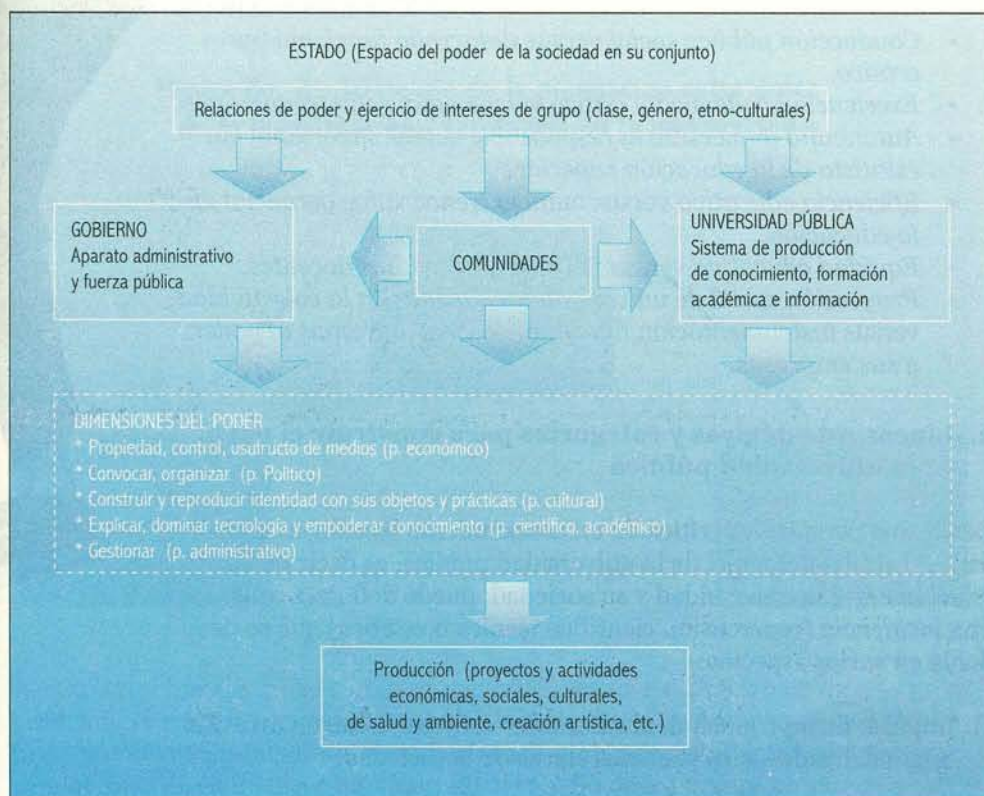 ESTADO (Espacio del poder de la sociedad en su conjunto)
Relaciones de poder y ejercicio de intereses de grupo (clase, género, etno-culturales)
GOBIERNO
Aparato administrativo
y fuerza pública
COMUNIDADES
UNIVERSIDAD PÚBLICA
Sistema de producción
de conocimiento, formación
académica e información
DIMENSIONES DEL PODER
* Propiedad, control, usufructo de medios (p. económico)
* Convocar, organizar (p. Político)
* Construir y reproducir identidad con sus objetos y prácticas (p. cultural)
* Explicar, dominar tecnología y empoderar conocimiento (p. científico, académico)
* Gestionar (p. administrativo)
Producción (proyectos y actividades
económicas, sociales, culturales,
de salud y ambiente, creación artística, etc.)